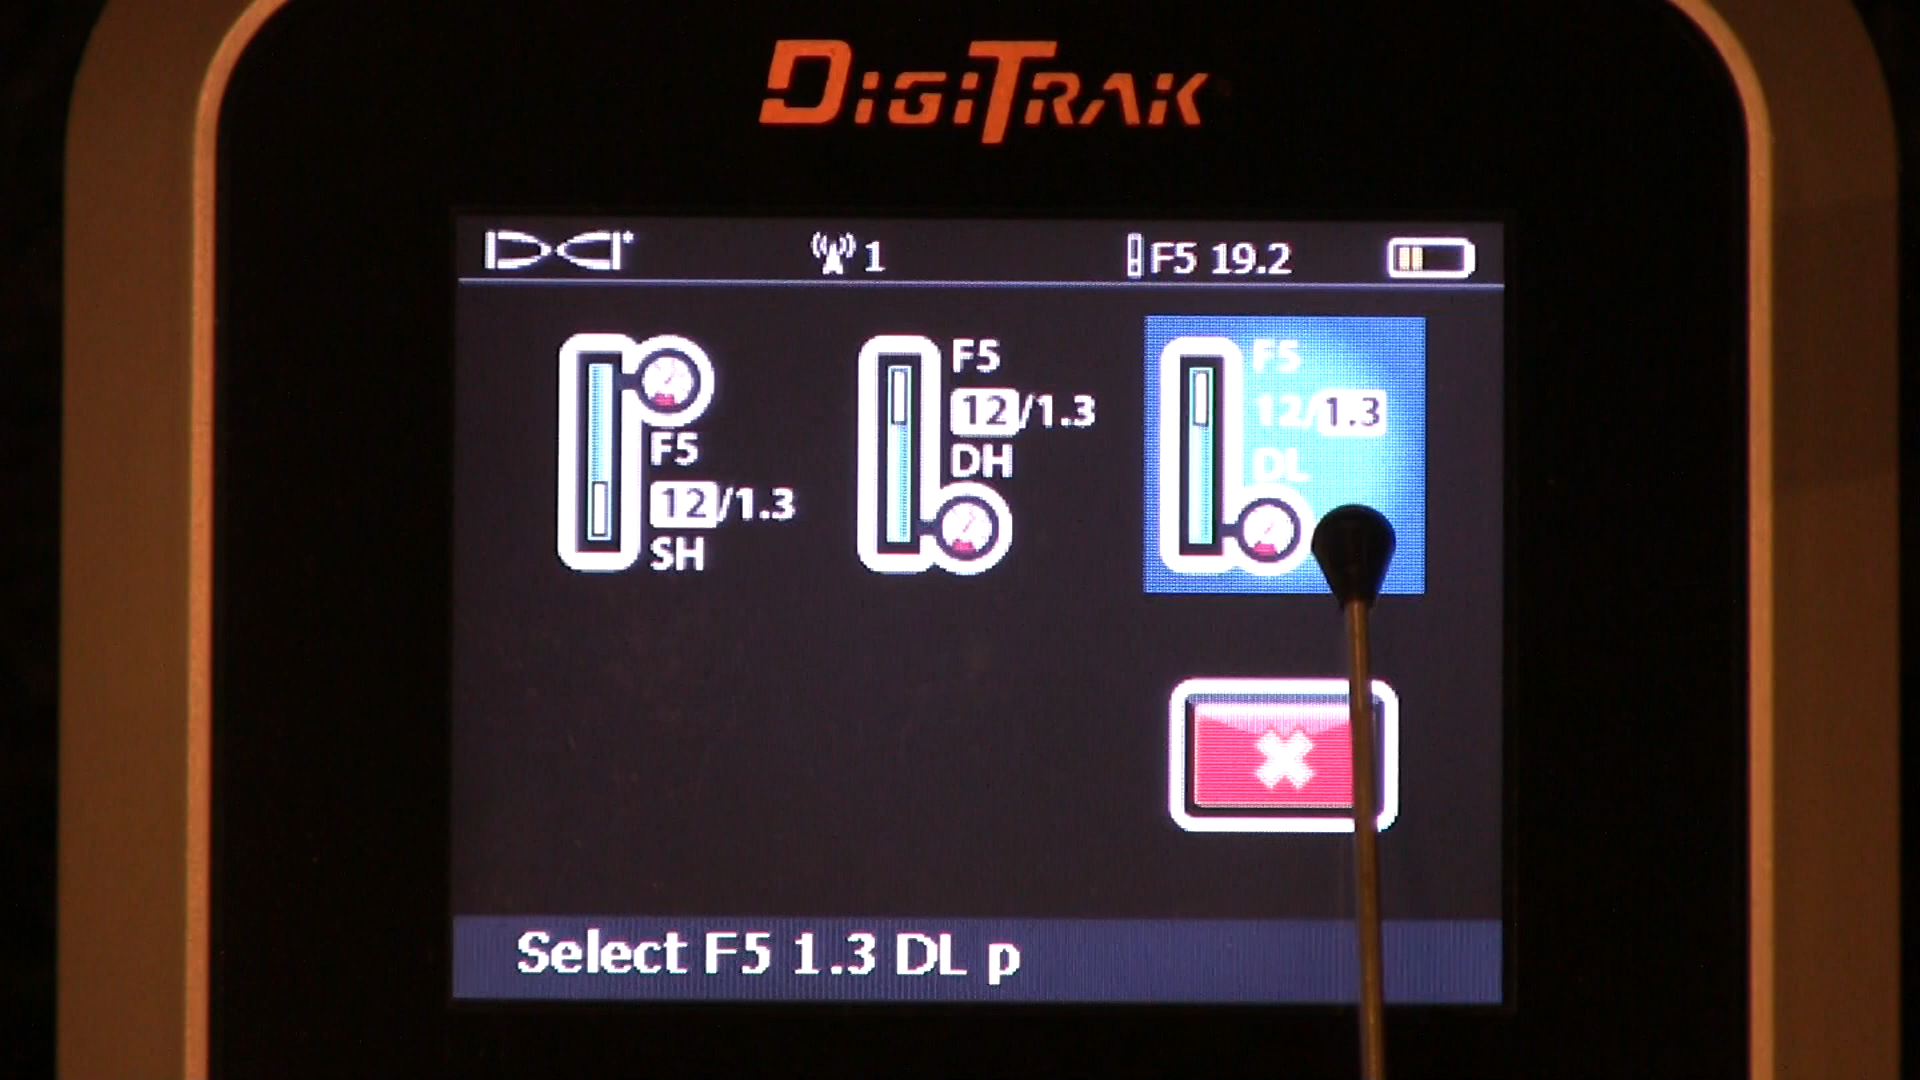 DIGITRAK
DCI+
1
F5 19.2
F5
12/1.3
SH
F5
12/1.3
DH
F5
12/1.3
DL
Select F5 1.3 DL p